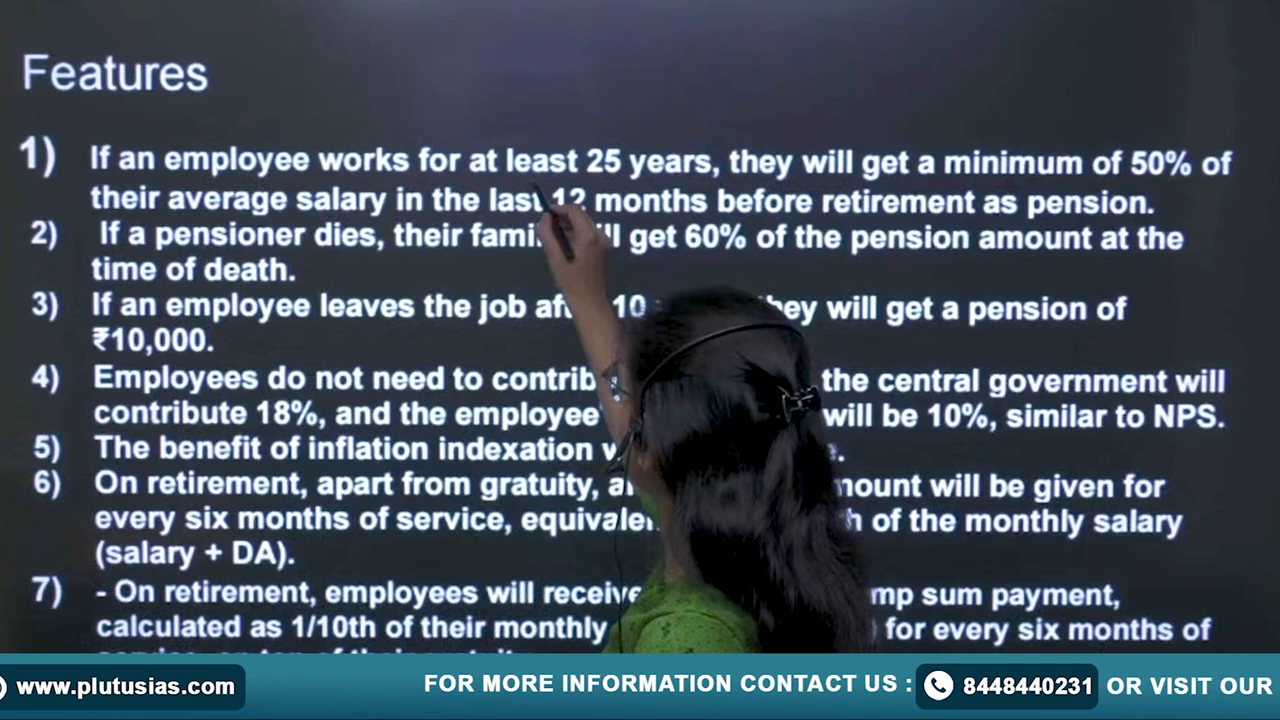 Features
1) If an employee works for at least 25 years, they will get a minimum of 50% of
their average salary in the last 12 months before retirement as pension.
2) If a pensioner dies, their get 60% of the pension amount at the
time of death.
3) If an employee leaves the job 10 will get a pension of
₹10,000.
4) Employees do not need to the central government will
contribute 18%, and the employee will be 10%, similar to NPS.
5) The benefit of inflation indexation
6) On retirement, apart from gratuity, will be given for
every six months of service, of the monthly salary
(salary + DA).
7) - On retirement, employees will sum payment,
calculated as 1/10th of their monthly for every six months of
www.plutusias.com
FOR MORE INFORMATION CONTACT US : 8448440231 OR VISIT OUR